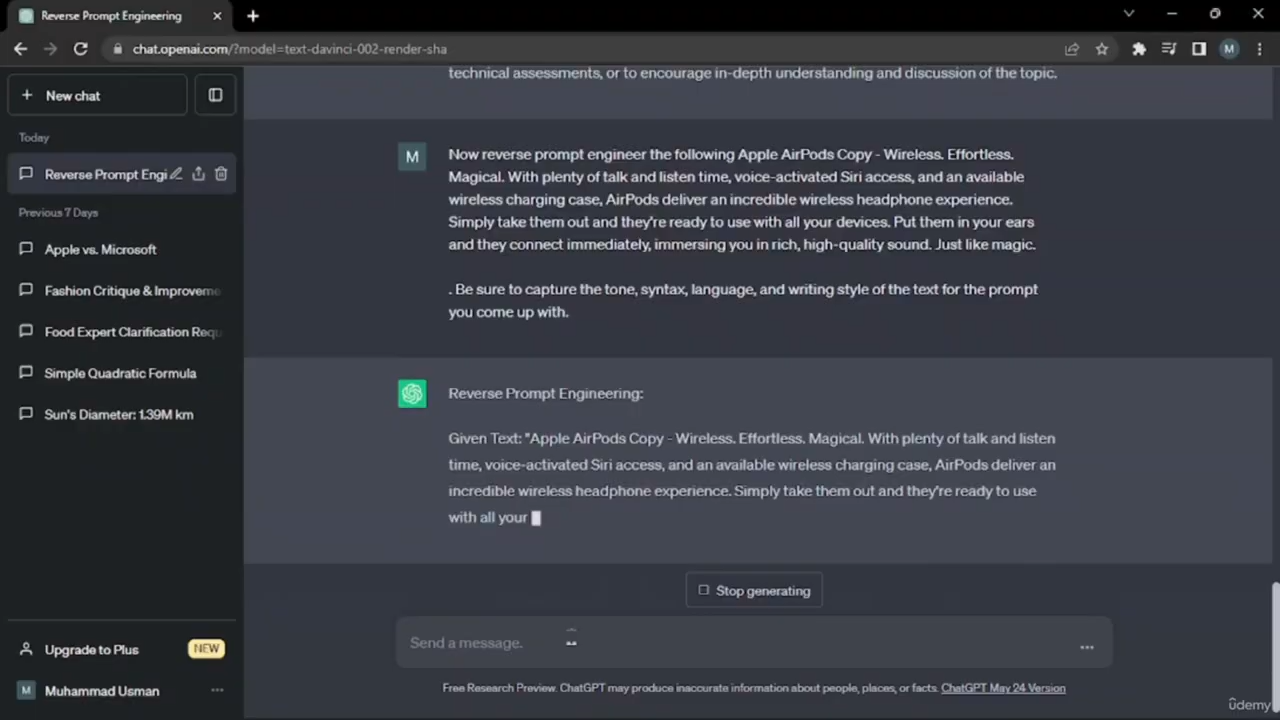 Reverse Prompt Engineering
chat.openai.com/?model=text-davinci-002-render-sha
M
New chat
Today
Reverse Prompt Engi
Previous 7 Days
Apple vs. Microsoft
Fashion Critique & Improveme
Food Expert Clarification Requ
Simple Quadratic Formula
Sun's Diameter: 1.39M km
Upgrade to Plus NEW
M Muhammad Usman
technical assessments, or to encourage in-depth understanding and discussion of the topic.
M
Now reverse prompt engineer the following Apple AirPods Copy - Wireless. Effortless.
Magical. With plenty of talk and listen time, voice-activated Siri access, and an available
wireless charging case, AirPods deliver an incredible wireless headphone experience.
Simply take them out and they're ready to use with all your devices. Put them in your ears
and they connect immediately, immersing you in rich, high-quality sound. Just like magic.
. Be sure to capture the tone, syntax, language, and writing style of the text for the prompt
you come up with.
Reverse Prompt Engineering:
Given Text: "Apple AirPods Copy - Wireless. Effortless. Magical. With plenty of talk and listen
time, voice-activated Siri access, and an available wireless charging case, AirPods deliver an
incredible wireless headphone experience. Simply take them out and they're ready to use
with all your
Stop generating
Send a message.
Free Research Preview. ChatGPT may produce inaccurate information about people, places, or facts. ChatGPT May 24 Version
ûdemy